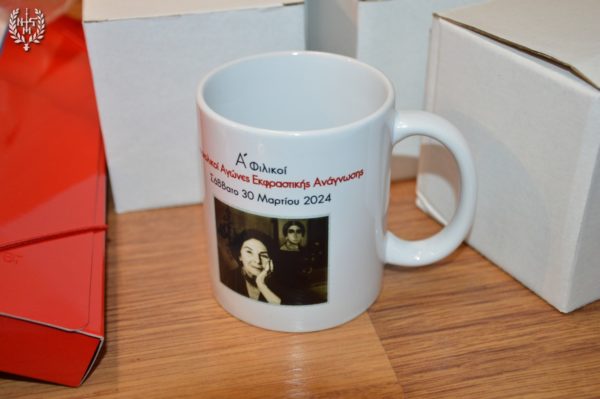 Α΄ Φιλικοί
Αγώνες Εκφραστικής Ανάγνωσης
Σάββατο 30 Μαρτίου 2024